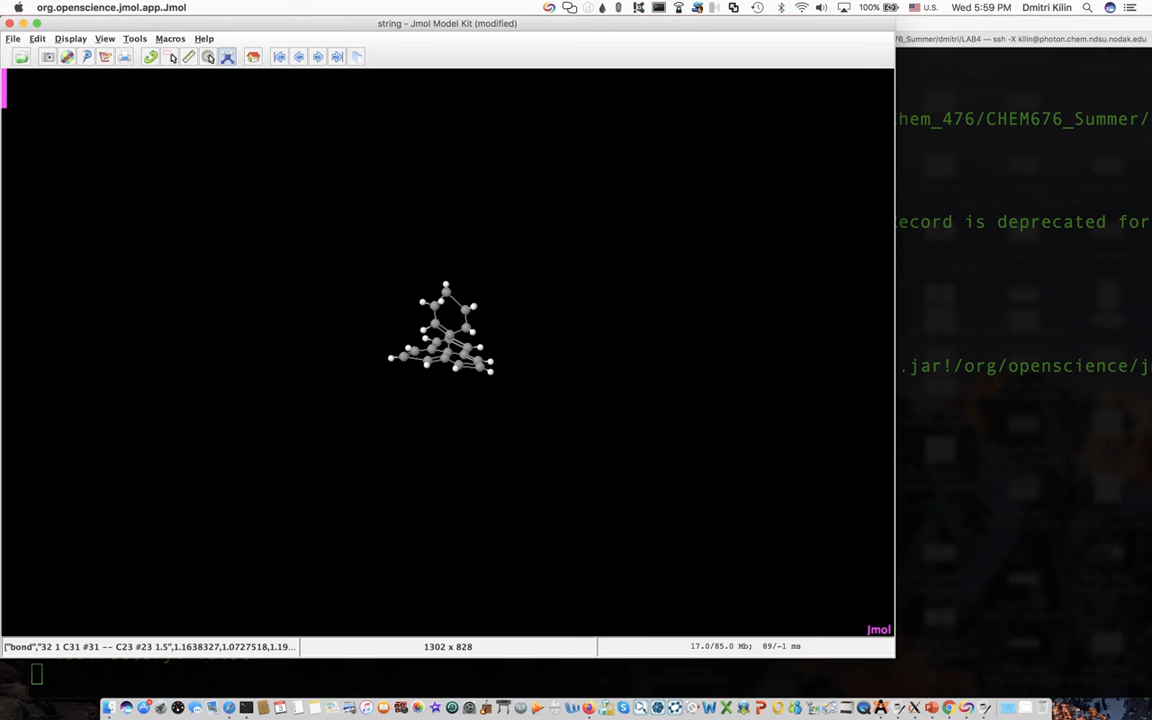 org.openscience.jmol.app.Jmol
100%
U.S.
Wed 5:59 PM
Dmitri Kilin
string - Jmol Model Kit (modified)
76_Summer/dmitri/LAB4 — ssh -X kilin@photon.chem.ndsu.nodak.edu
File Edit Display View Tools Macros Help
hem_476/CHEM676_Summer/
ecord is deprecated for
.jar!/org/openscience/j
Jmol
["bond","32 1 C31 #31 -- C23 #23 1.5",1.1638327,1.0727518,1.19...
1302 x 828
17.0/85.0 Mb; 89/-1 ms